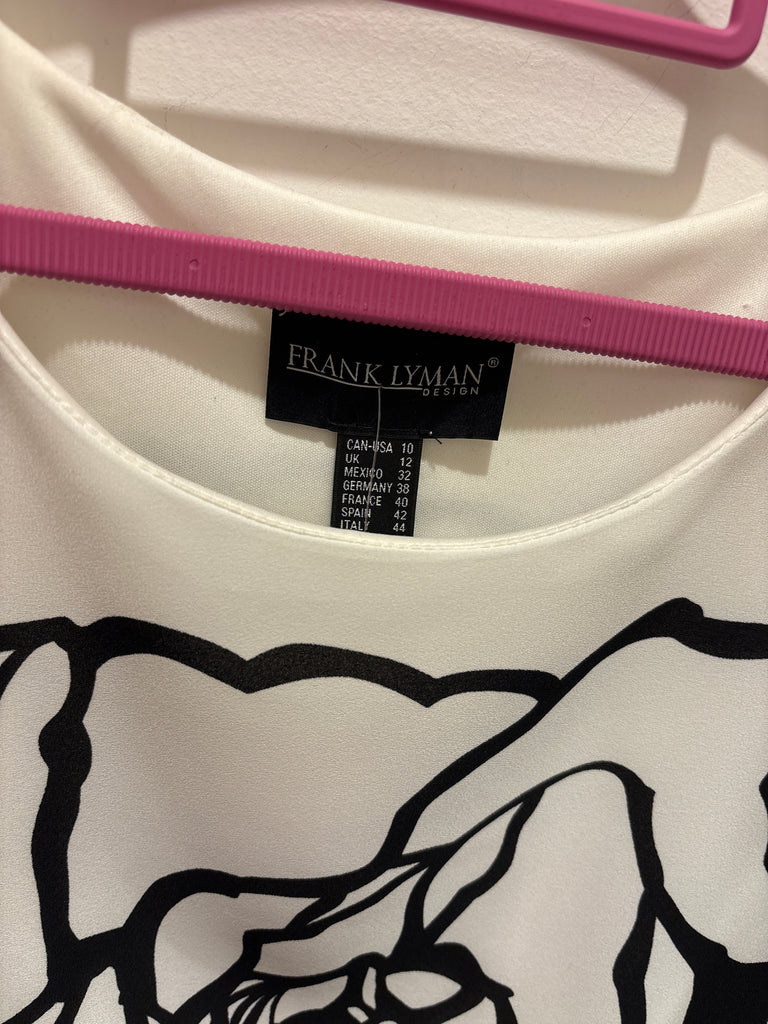 FRANK LYMAN®
DESIGN
CAN-USA 10
UK 12
MEXICO 32
GERMANY 38
FRANCE 40
SPAIN 42
ITALY 44